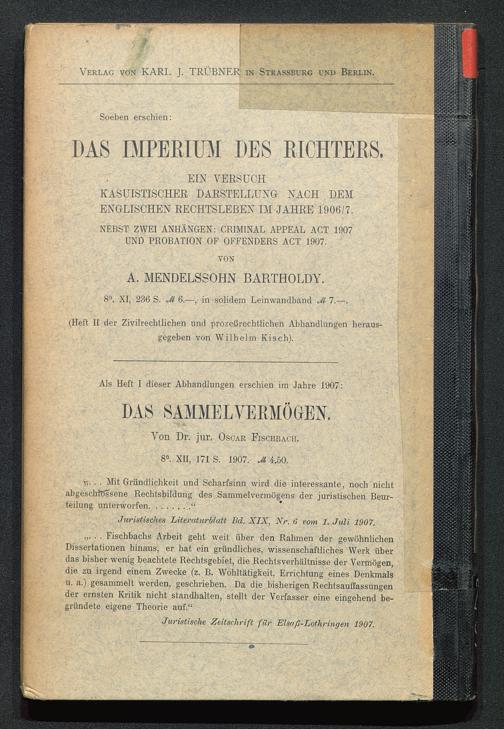 VERLAG VON KARL J. TRÜBNER IN STRASSBURG UND BERLIN.
Soeben erschien:
DAS IMPERIUM DES RICHTERS.
EIN VERSUCH
KASUISTISCHER DARSTELLUNG NACH DEM
ENGLISCHEN RECHTSLEBEN IM JAHRE 1906/7.
NEBST ZWEI ANHÄNGEN: CRIMINAL APPEAL ACT 1907
UND PROBATION OF OFFENDERS ACT 1907.
VON
A. MENDELSSOHN BARTHOLDY.
8⁰. XI, 236 S. ℳ 6.—, in solidem Leinwandband ℳ 7.—.
(Heft II der Zivilrechtlichen und prozeßrechtlichen Abhandlungen heraus-
gegeben von Wilhelm Kisch).
Als Heft I dieser Abhandlungen erschien im Jahre 1907:
DAS SAMMELVERMÖGEN.
Von Dr. jur. OSCAR FISCHBACH.
8⁰. XII, 171 S. 1907. ℳ 4.50.
„. . . Mit Gründlichkeit und Scharfsinn wird die interessante, noch nicht
abgeschlossene Rechtsbildung des Sammelvermögens der juristischen Beur-
teilung unterworfen. . . . . . . .“
Juristisches Literaturblatt Bd. XIX, Nr. 6 vom 1. Juli 1907.
„. . . Fischbachs Arbeit geht weit über den Rahmen der gewöhnlichen
Dissertationen hinaus, er hat ein gründliches, wissenschaftliches Werk über
das bisher wenig beachtete Rechtsgebiet, die Rechtsverhältnisse der Vermögen,
die zu irgend einem Zwecke (z. B. Wohltätigkeit, Errichtung eines Denkmals
u. a.) gesammelt werden, geschrieben. Da die bisherigen Rechtsauffassungen
der ernsten Kritik nicht standhalten, stellt der Verfasser eine eingehend be-
gründete eigene Theorie auf.“
Juristische Zeitschrift für Elsaß-Lothringen 1907.